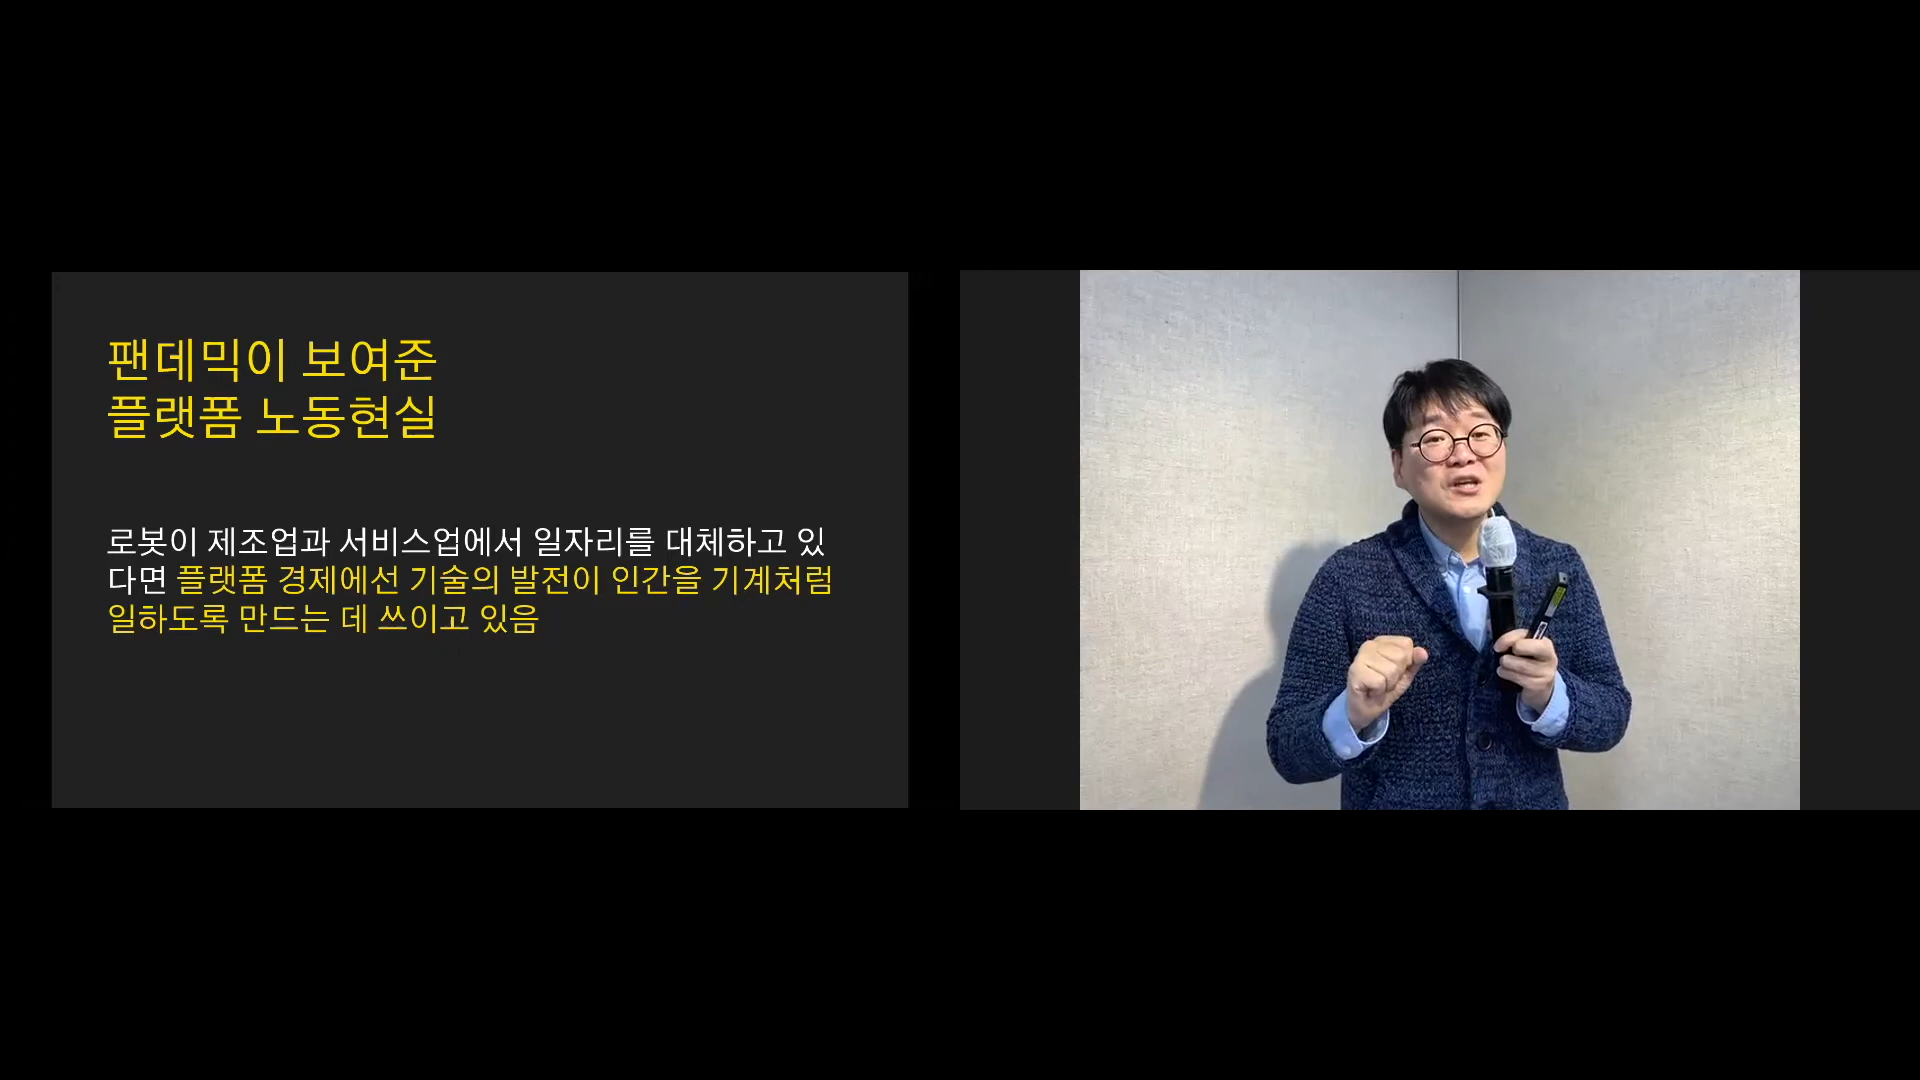 팬데믹이 보여준
플랫폼 노동현실
로봇이 제조업과 서비스업에서 일자리를 대체하고 있
다면 플랫폼 경제에선 기술의 발전이 인간을 기계처럼
일하도록 만드는 데 쓰이고 있음